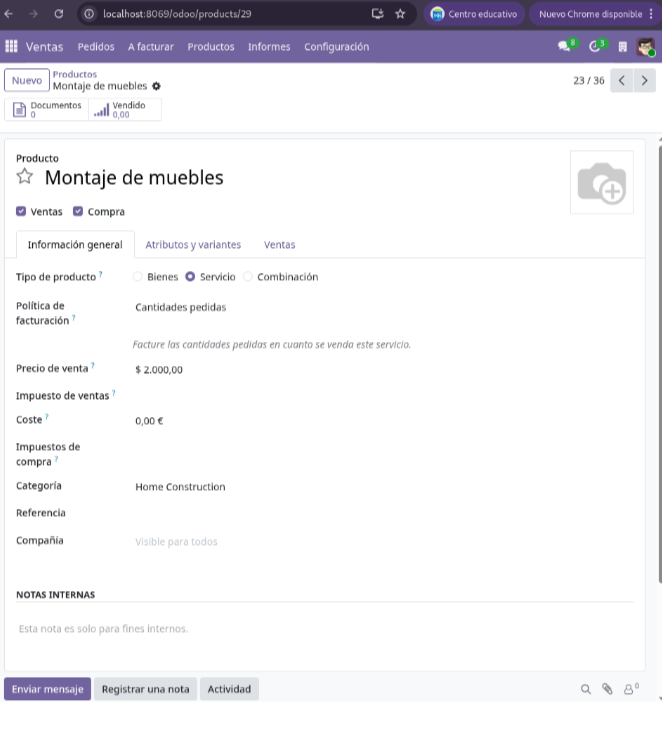 localhost:8069/odoo/products/29
Centro educativo
Nuevo Chrome disponible
Ventas Pedidos A facturar Productos Informes Configuración
8
3
Nuevo
Productos
Montaje de muebles
23 / 36
Documentos
0
Vendido
0,00
Producto
Montaje de muebles
Ventas Compra
Información general Atributos y variantes Ventas
Tipo de producto ? Bienes Servicio Combinación
Política de facturación ? Cantidades pedidas
Facture las cantidades pedidas en cuanto se venda este servicio.
Precio de venta ? $ 2.000,00
Impuesto de ventas ?
Coste ? 0,00 €
Impuestos de compra ?
Categoría Home Construction
Referencia
Compañía Visible para todos
NOTAS INTERNAS
Esta nota es solo para fines internos.
Enviar mensaje Registrar una nota Actividad 0